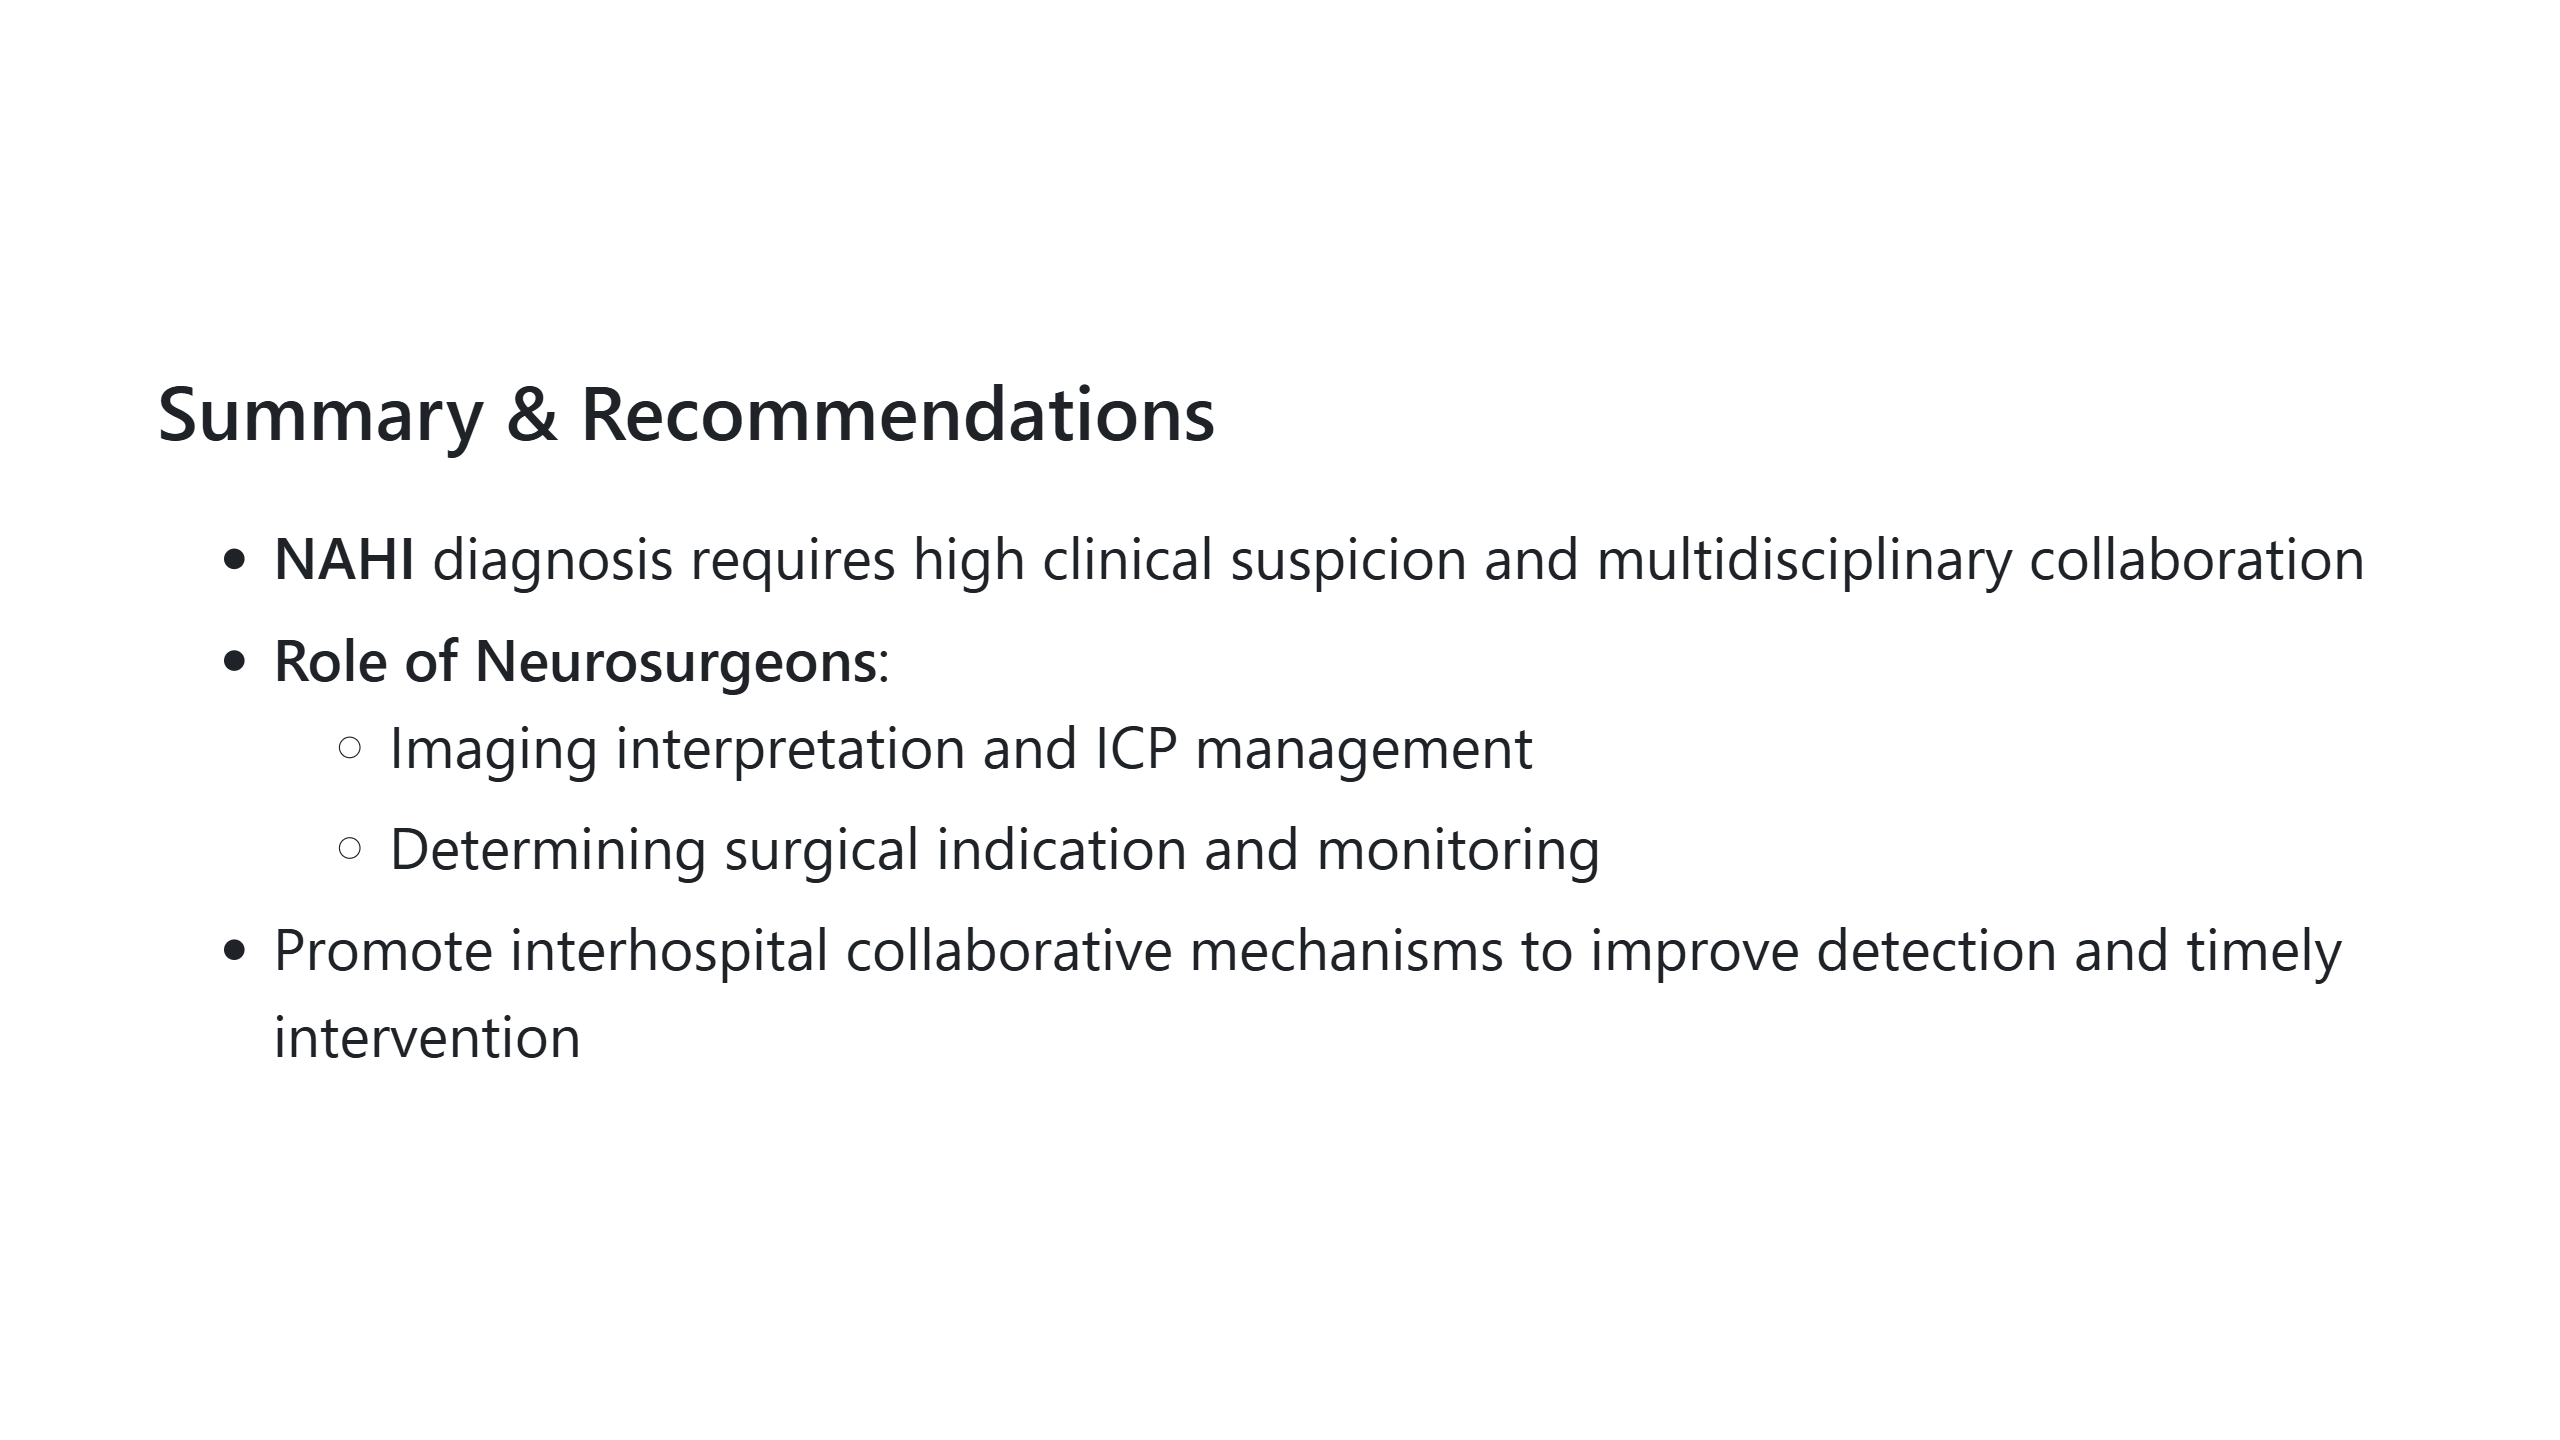 Summary & Recommendations
• NAHI diagnosis requires high clinical suspicion and multidisciplinary collaboration
• Role of Neurosurgeons:
○ Imaging interpretation and ICP management
○ Determining surgical indication and monitoring
• Promote interhospital collaborative mechanisms to improve detection and timely
intervention